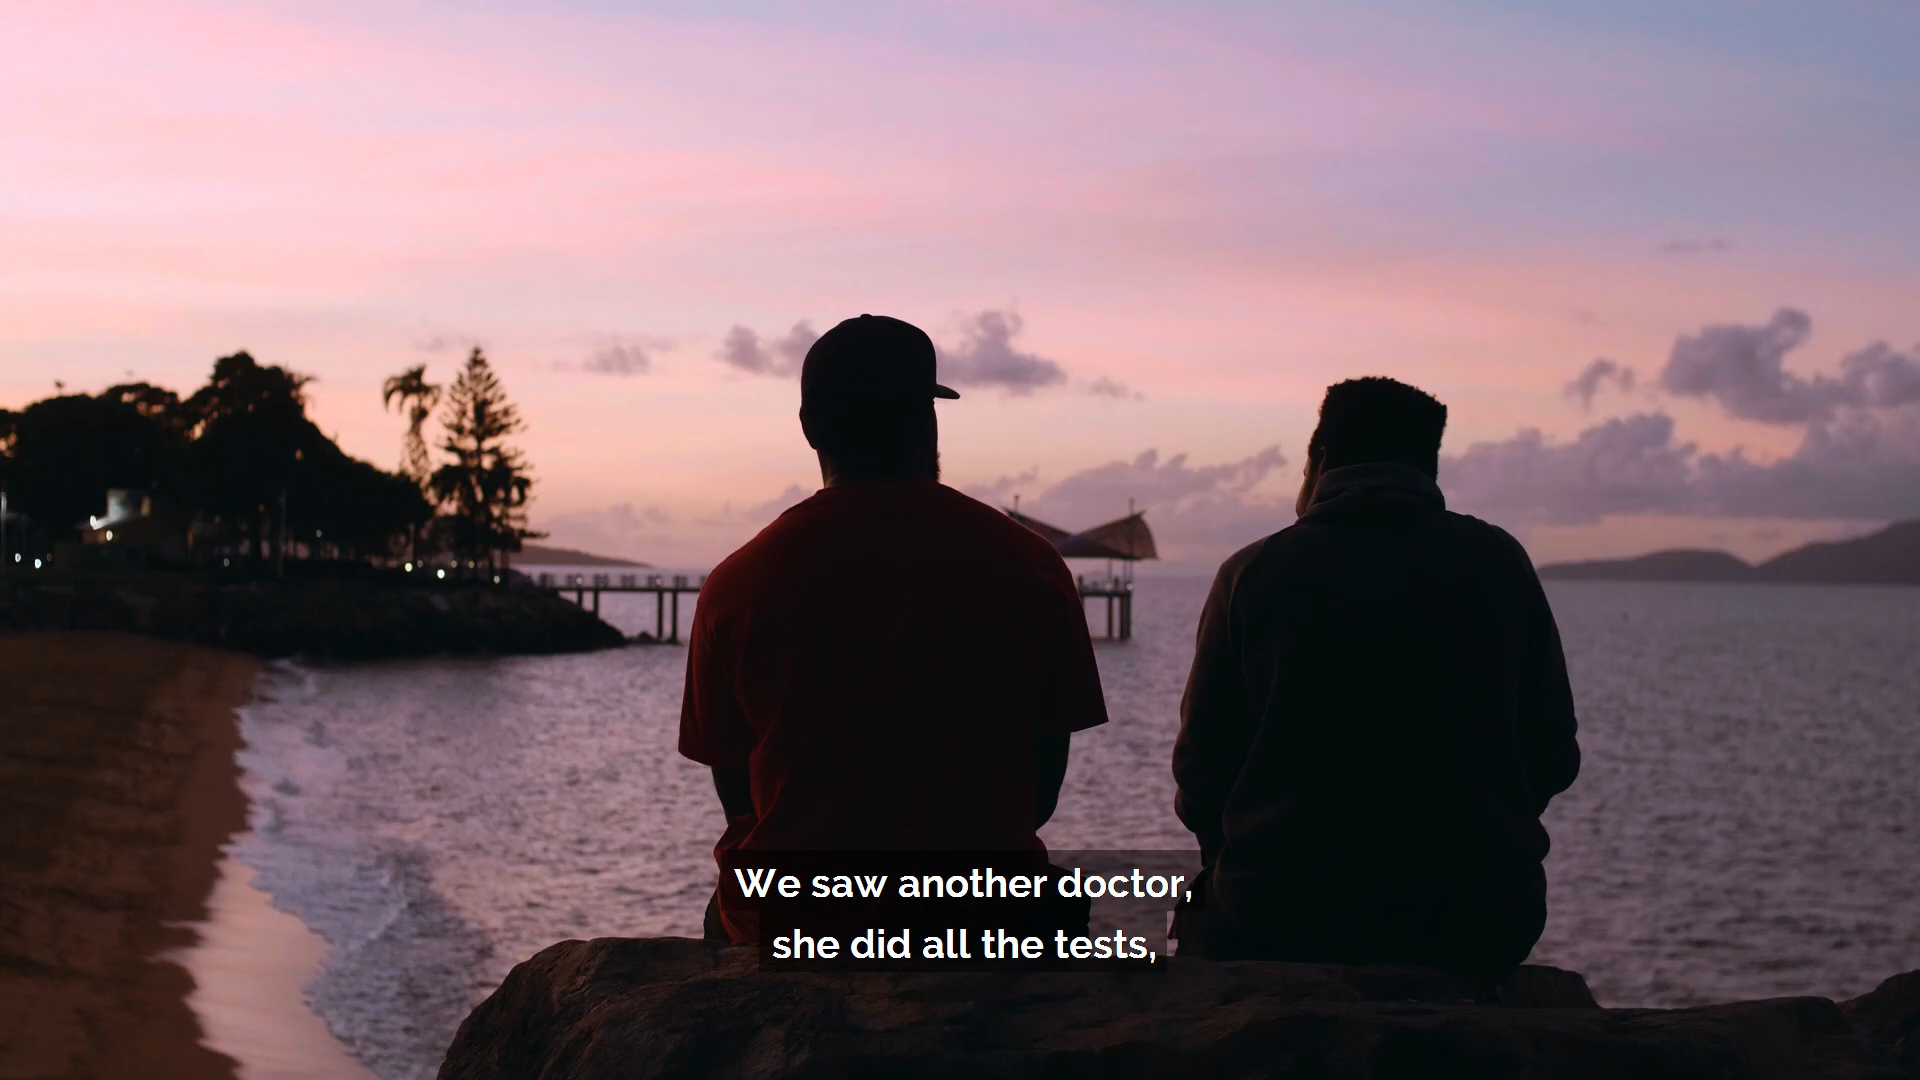 We saw another doctor,
she did all the tests,